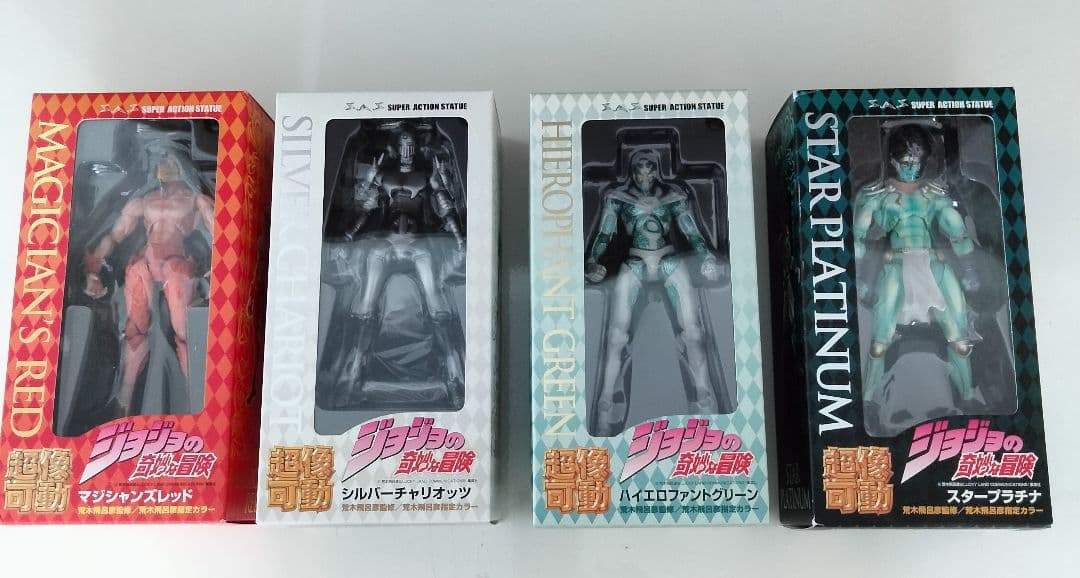 SUPER ACTION STATUE
MAGICIAN'S RED
ジョジョの
奇妙な冒険
超像
可動
マジシャンズレッド
荒木飛呂彦監修/荒木飛呂彦指定カラー
S.A.S SUPER ACTION STATUE
SILVER CHARIOT
ジョジョの
奇妙な冒険
超像
可動
シルバーチャリオッツ
荒木飛呂彦監修/荒木飛呂彦指定カラー
SUPER ACTION STATUE
HIEROPHANT GREEN
ジョジョの
奇妙な冒険
超像
可動
ハイエロファントグリーン
荒木飛呂彦監修/荒木飛呂彦指定カラー
SUPER ACTION STATUE
STAR PLATINUM
ジョジョの
奇妙な冒険
超像
可動
STAR
PLATINUM
スタープラチナ
荒木飛呂彦監修/荒木飛呂彦指定カラー